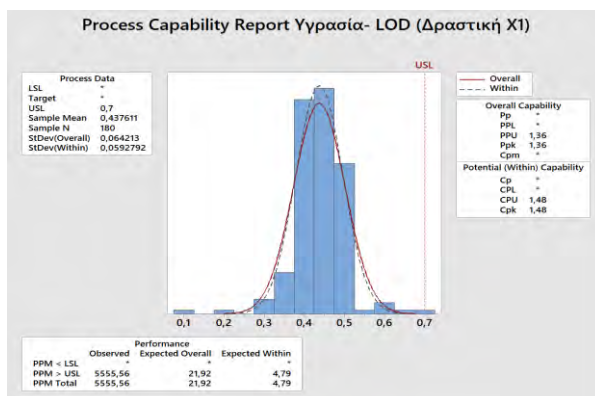 Process Capability Report Υγρασία- LOD (Δραστική X1)
USL
Process Data
LSL *
Target *
USL 0,7
Sample Mean 0,437611
Sample N 180
StDev(Overall) 0,064213
StDev(Within) 0,0592792
Overall
Within
Overall Capability
Pp *
PPL *
PPU 1,36
Ppk 1,36
Cpm *
Potential (Within) Capability
Cp *
CPL *
CPU 1,48
Cpk 1,48
0,1 0,2 0,3 0,4 0,5 0,6 0,7
Performance
Observed Expected Overall Expected Within
PPM < LSL * * *
PPM > USL 5555,56 21,92 4,79
PPM Total 5555,56 21,92 4,79